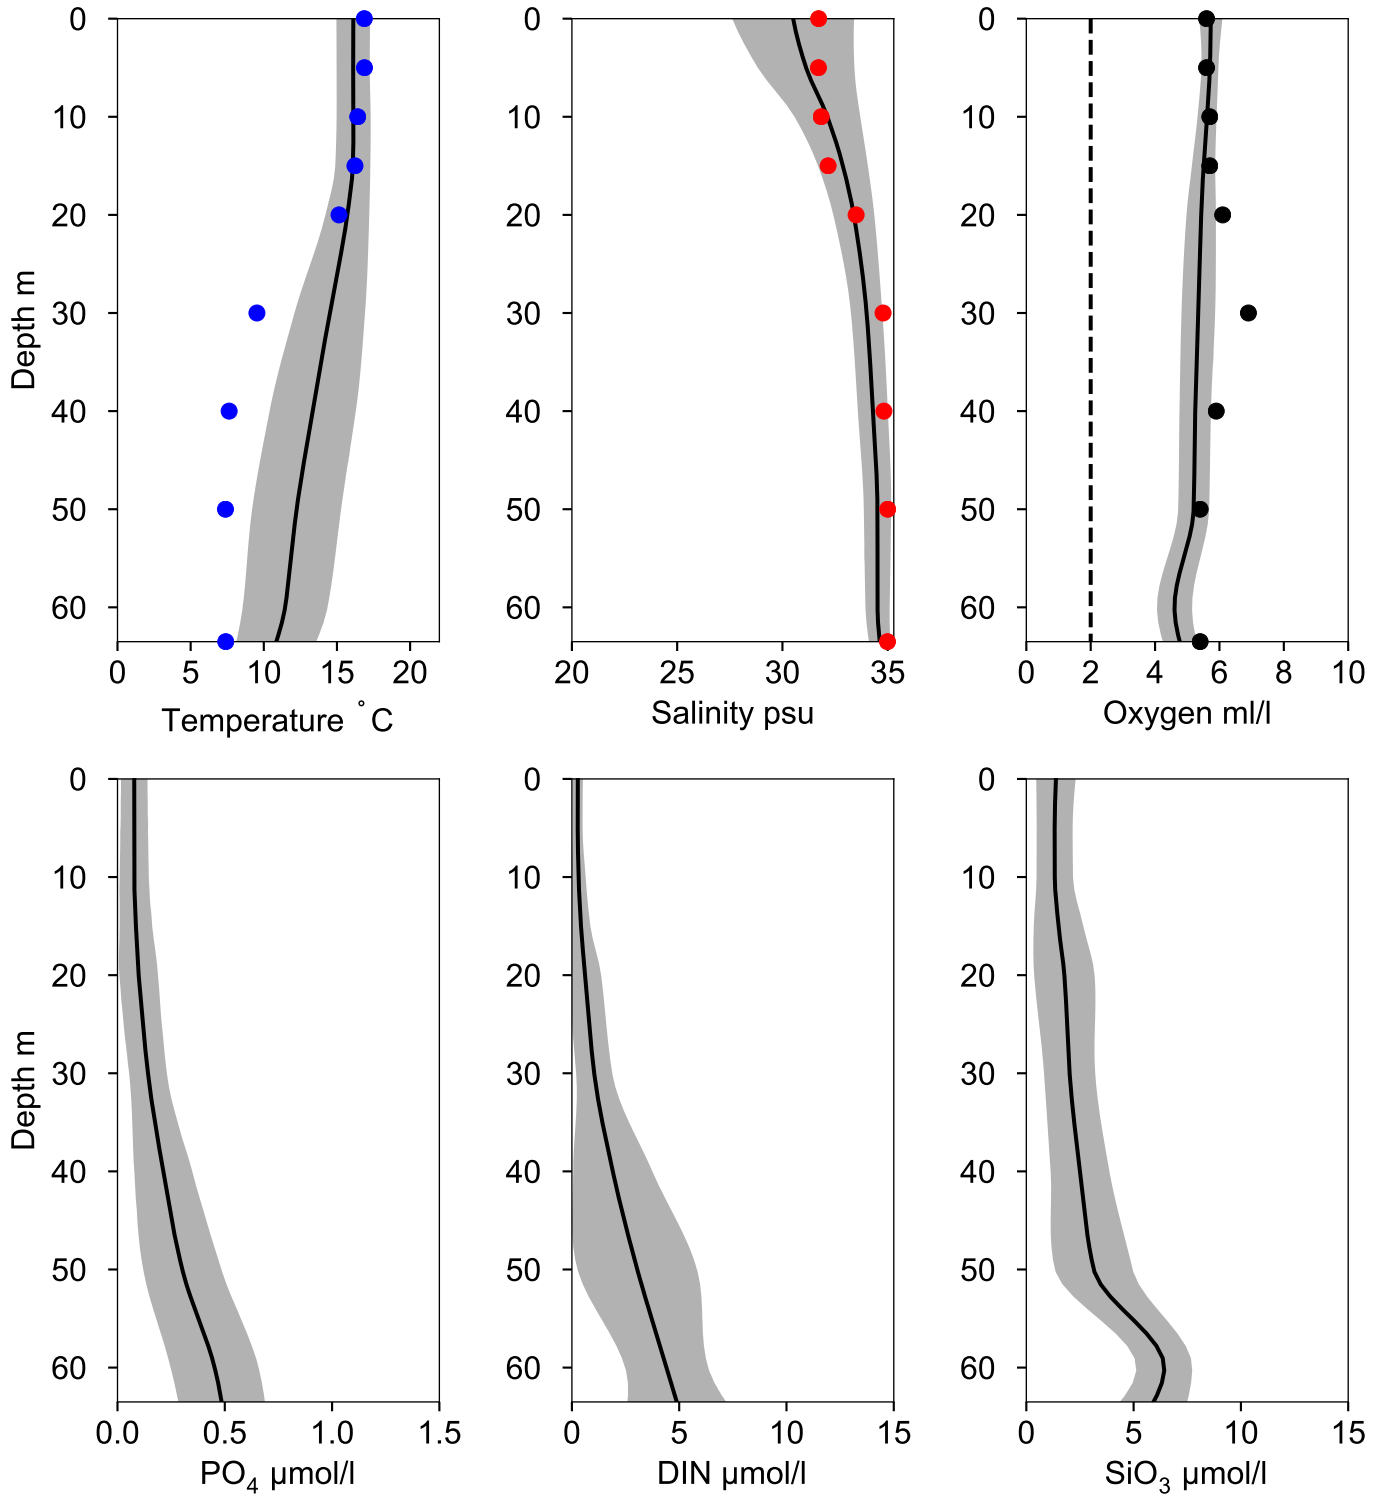 0 0 0
10 10 10
20 20 20
30 30 30
40 40 40
50 50 50
60 60 60
Depth m
0 5 10 15 20 20 25 30 35 0 2 4 6 8 10
Temperature °C Salinity psu Oxygen ml/l
0 0 0
10 10 10
20 20 20
30 30 30
40 40 40
50 50 50
60 60 60
Depth m
0.0 0.5 1.0 1.5 0 5 10 15 0 5 10 15
PO₄ µmol/l DIN µmol/l SiO₃ µmol/l